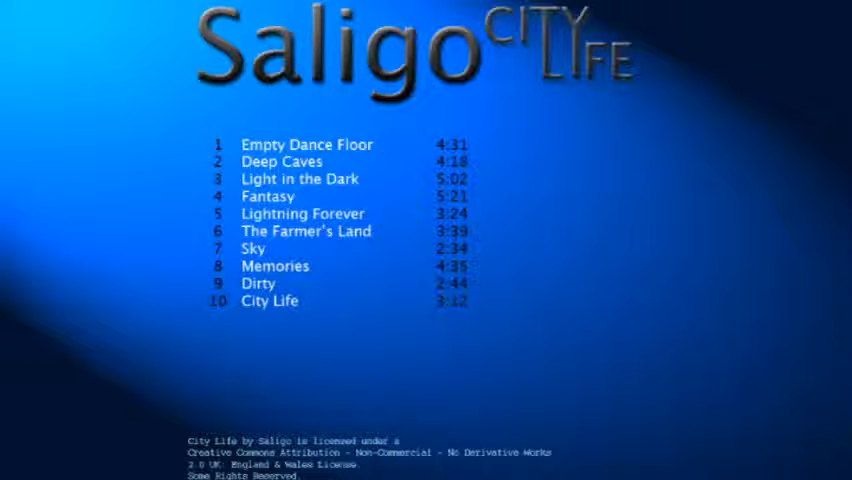 Saligo CITY LIFE
1 Empty Dance Floor 4:31
2 Deep Caves 4:18
3 Light in the Dark 5:02
4 Fantasy 5:21
5 Lightning Forever 3:24
6 The Farmer's Land 3:39
7 Sky 2:34
8 Memories 4:35
9 Dirty 2:44
10 City Life 3:12
City Life by Saligo is licensed under a
Creative Commons Attribution - Non-Commercial - No Derivative Works
2.0 UK: England & Wales License.
Some Rights Reserved.